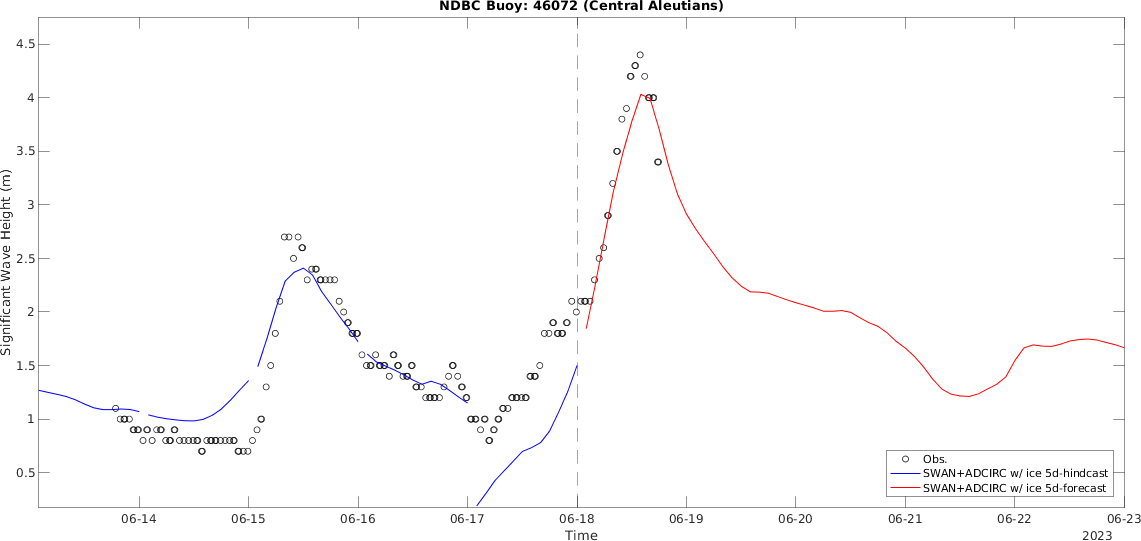 NDBC Buoy: 46072 (Central Aleutians)
Significant Wave Height (m)
4.5
4
3.5
3
2.5
2
1.5
1
0.5
Obs.
SWAN+ADCIRC w/ ice 5d-hindcast
SWAN+ADCIRC w/ ice 5d-forecast
06-14 06-15 06-16 06-17 06-18 06-19 06-20 06-21 06-22 06-23
Time
2023